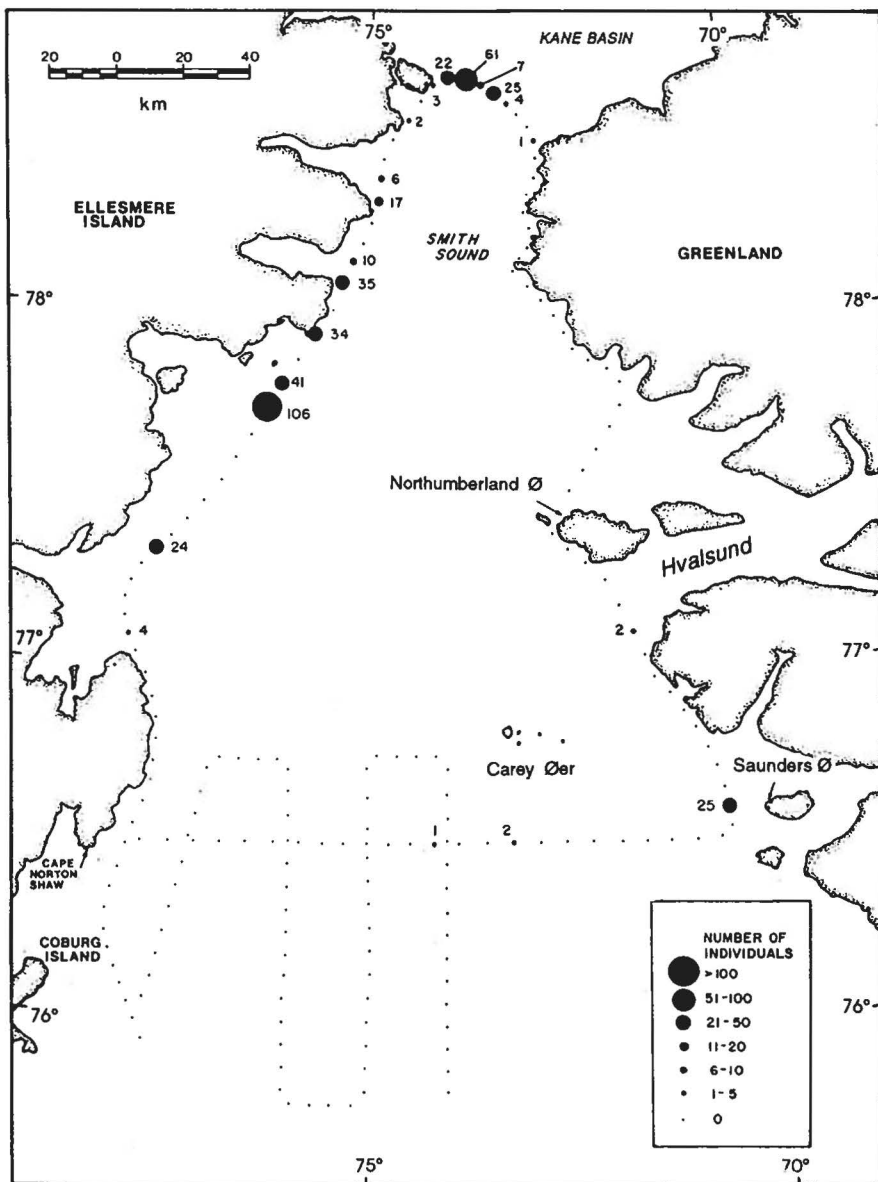 75°
70°
KANE BASIN
20 0 20 40
km
22
61
7
25
3
4
2
1
6
17
ELLESMERE
ISLAND
SMITH
SOUND
GREENLAND
10
35
78°
78°
34
41
106
Northumberland Ø
24
Hvalsund
4
2
77°
77°
Carey Øer
Saunders Ø
25
1
2
CAPE
NORTON
SHAW
COBURG
ISLAND
NUMBER OF
INDIVIDUALS
>100
51-100
21-50
11-20
6-10
1-5
0
76°
76°
75°
70°